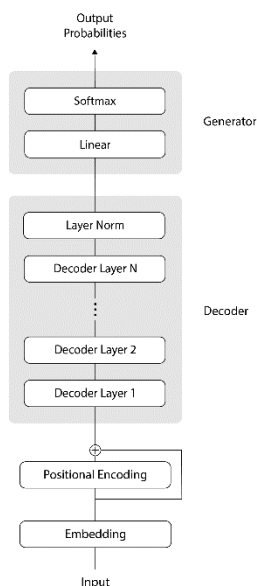 Output
Probabilities
Softmax
Generator
Linear
Layer Norm
Decoder Layer N
Decoder
Decoder Layer 2
Decoder Layer 1
Positional Encoding
Embedding
Input